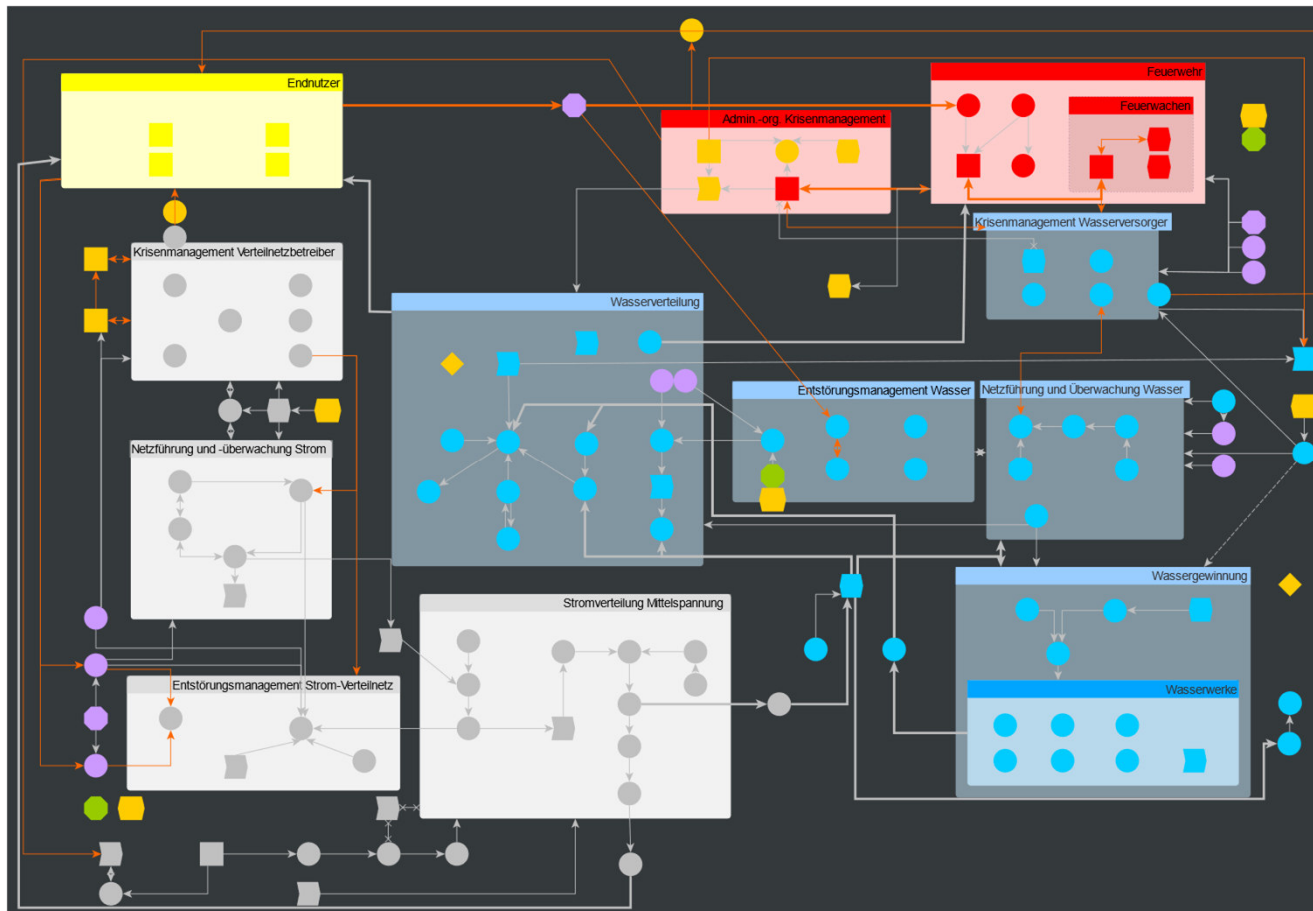 Endnutzer
Feuerwehr
Feuerwachen
Admin.-org. Krisenmanagement
Krisenmanagement Wasserversorger
Krisenmanagement Verteilnetzbetreiber
Wasserverteilung
Entstörungsmanagement Wasser
Netzführung und Überwachung Wasser
Netzführung und -überwachung Strom
Wassergewinnung
Stromverteilung Mittelspannung
Entstörungsmanagement Strom-Verteilnetz
Wasserwerke